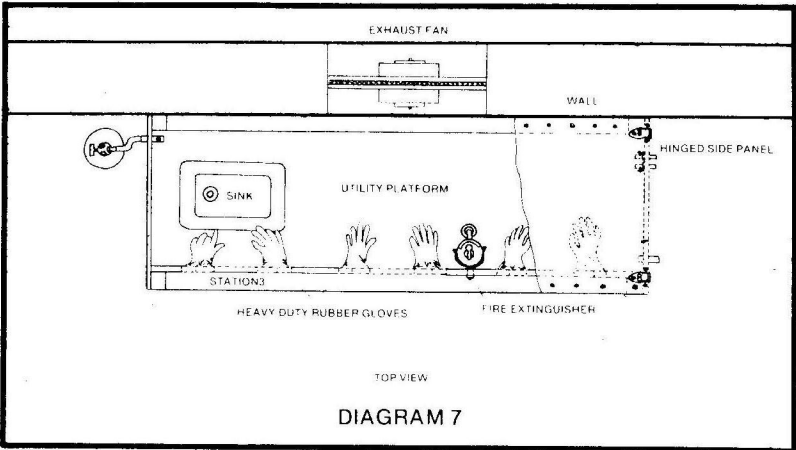 EXHAUST FAN
WALL
HINGED SIDE PANEL
SINK
UTILITY PLATFORM
STATION3
HEAVY DUTY RUBBER GLOVES
FIRE EXTINGUISHER
TOP VIEW
DIAGRAM 7